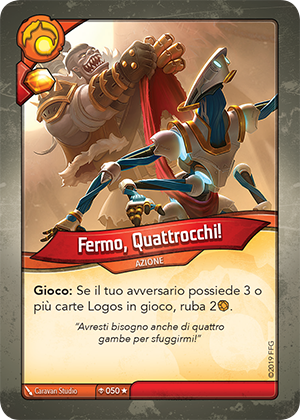 Fermo, Quattrocchi!
AZIONE
Gioco: Se il tuo avversario possiede 3 o
più carte Logos in gioco, ruba 2.
“Avresti bisogno anche di quattro
gambe per sfuggirmi!”
©2019 FFG
Caravan Studio
050